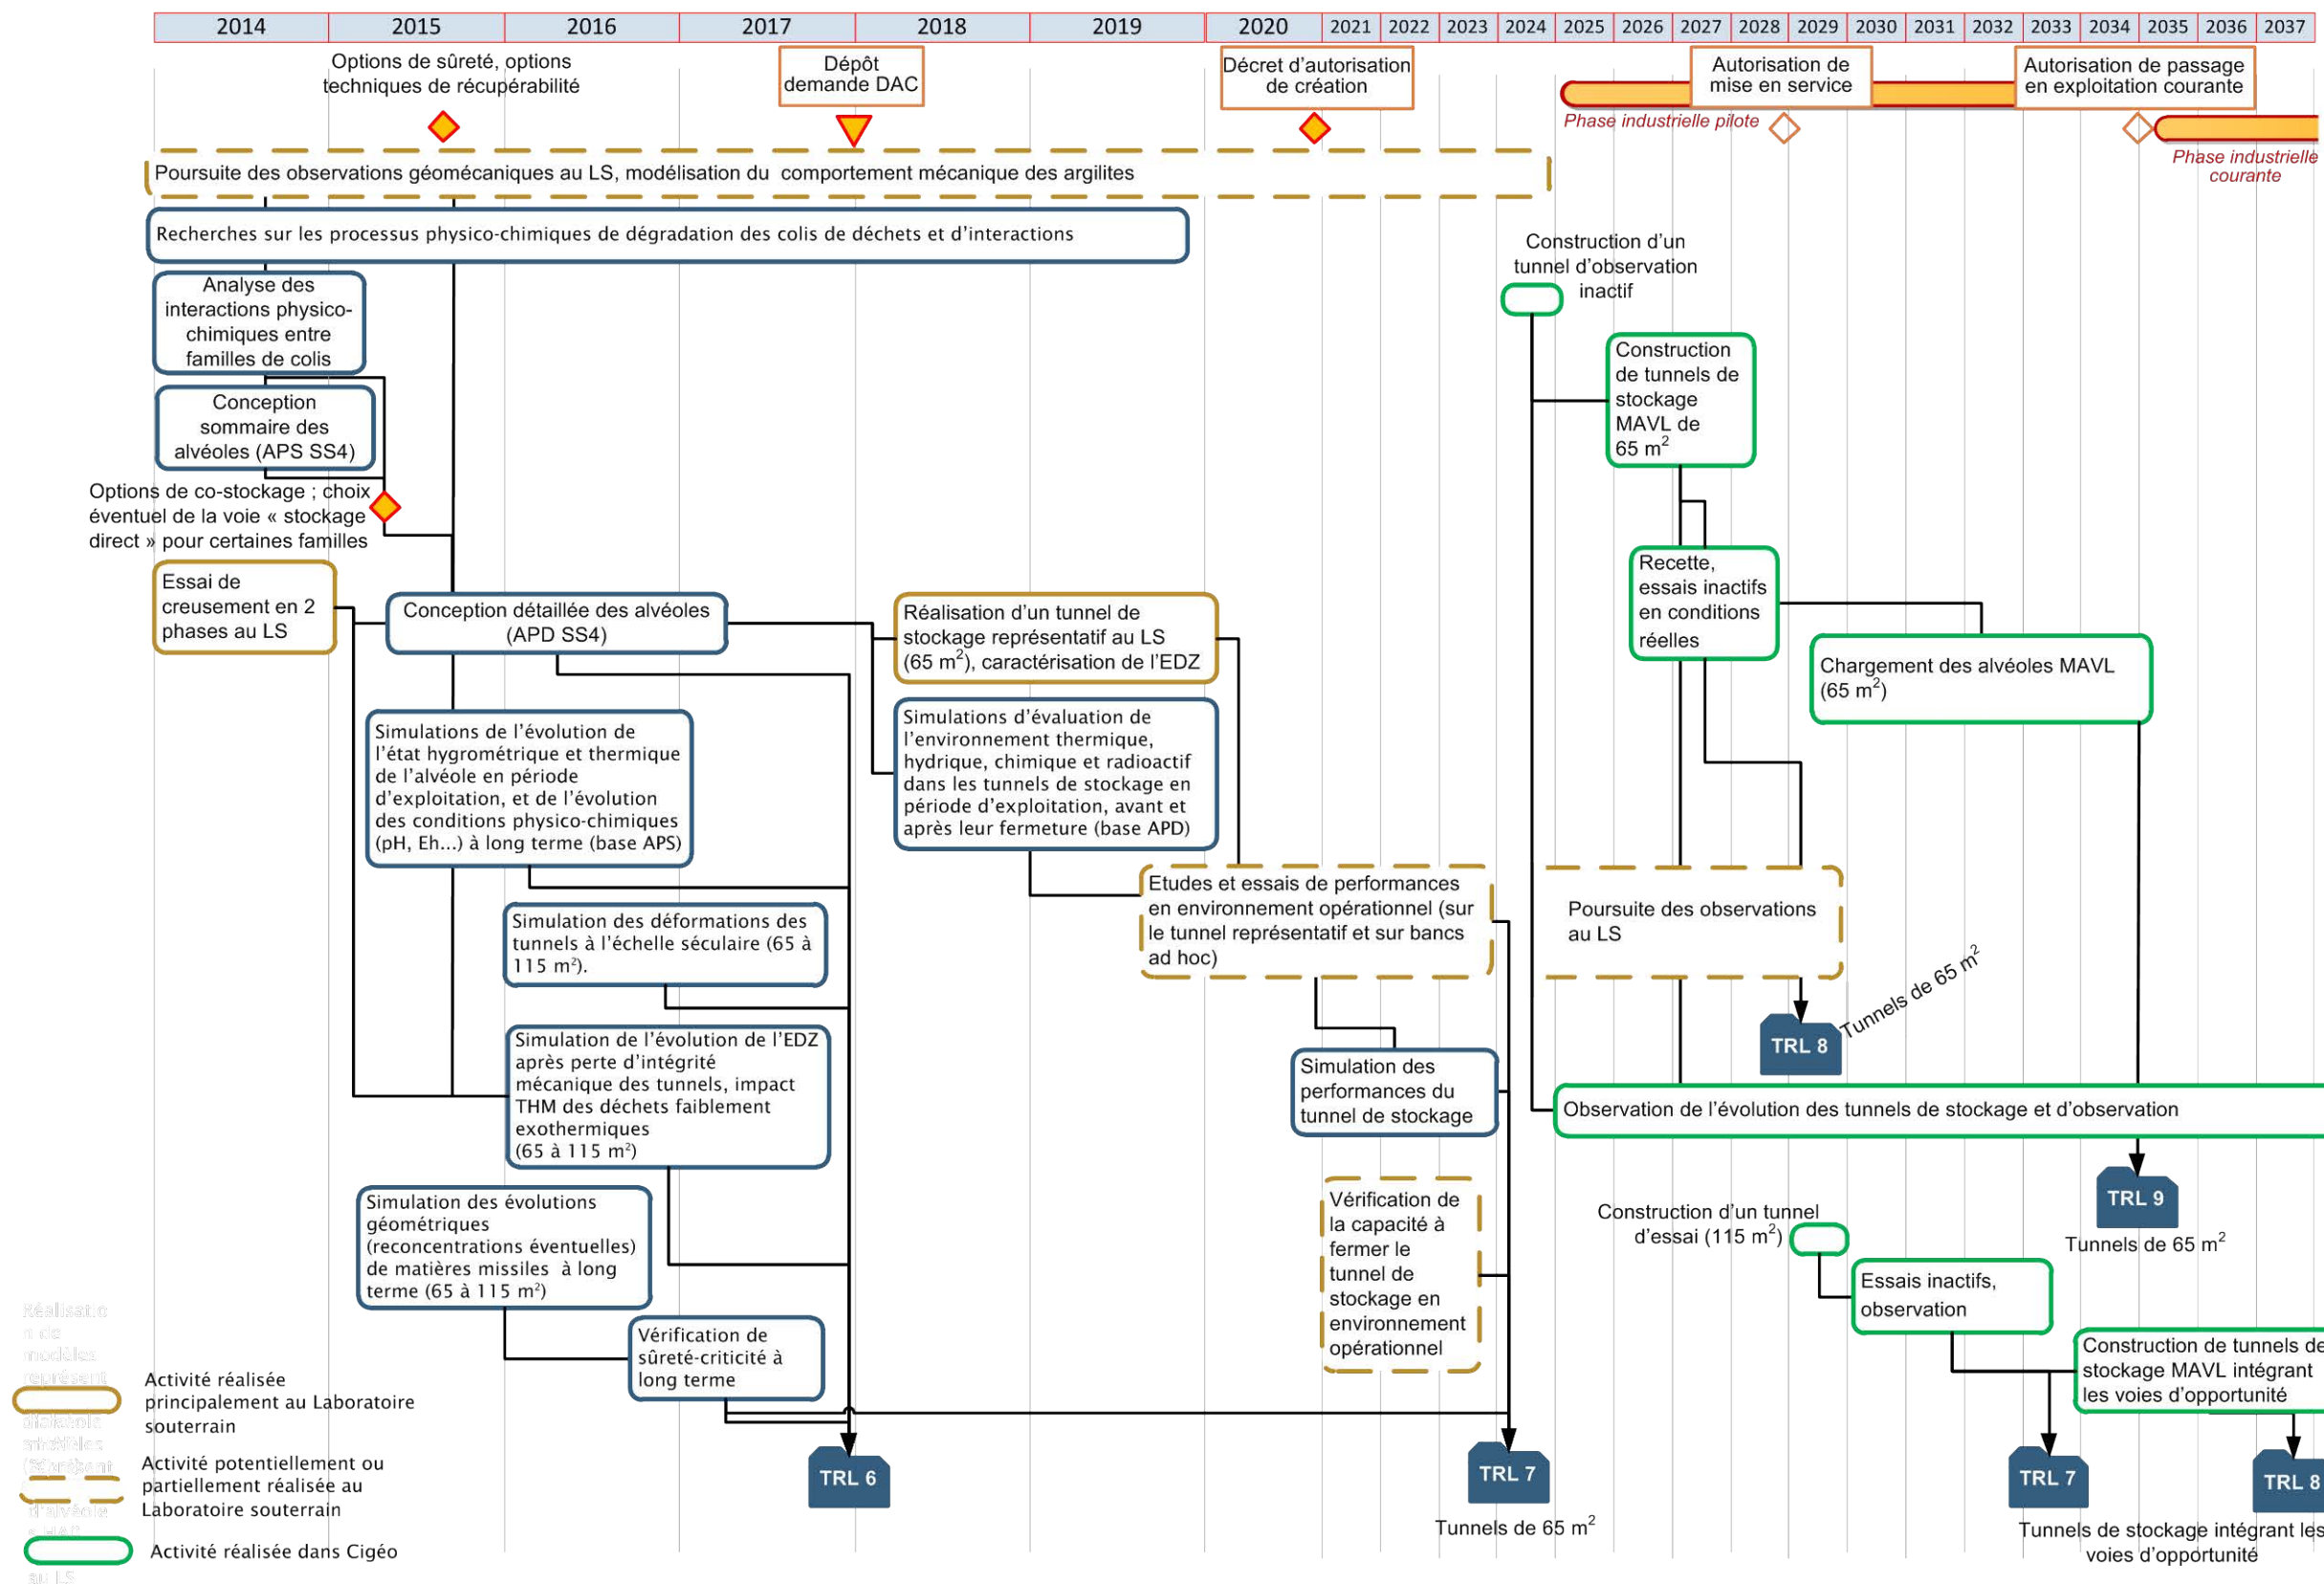 2014 2015 2016 2017 2018 2019 2020 2021 2022 2023 2024 2025 2026 2027 2028 2029 2030 2031 2032 2033 2034 2035 2036 2037
Options de sûreté, options
techniques de récupérabilité
Dépôt
demande DAC
Décret d'autorisation
de création
Autorisation de
mise en service
Autorisation de passage
en exploitation courante
Phase industrielle pilote
Phase industrielle
courante
Poursuite des observations géomécaniques au LS, modélisation du comportement mécanique des argilites
Recherches sur les processus physico-chimiques de dégradation des colis de déchets et d'interactions
Construction d'un
tunnel d'observation
inactif
Analyse des
interactions physico-
chimiques entre
familles de colis
Construction
de tunnels de
stockage
MAVL de
65 m²
Conception
sommaire des
alvéoles (APS SS4)
Options de co-stockage ; choix
éventuel de la voie « stockage
direct » pour certaines familles
Essai de
creusement en 2
phases au LS
Conception détaillée des alvéoles
(APD SS4)
Réalisation d'un tunnel de
stockage représentatif au LS
(65 m²), caractérisation de l'EDZ
Recette,
essais inactifs
en conditions
réelles
Chargement des alvéoles MAVL
(65 m²)
Simulations de l'évolution de
l'état hygrométrique et thermique
de l'alvéole en période
d'exploitation, et de l'évolution
des conditions physico-chimiques
(pH, Eh...) à long terme (base APS)
Simulations d'évaluation de
l'environnement thermique,
hydrique, chimique et radioactif
dans les tunnels de stockage en
période d'exploitation, avant et
après leur fermeture (base APD)
Etudes et essais de performances
en environnement opérationnel (sur
le tunnel représentatif et sur bancs
ad hoc)
Poursuite des observations
au LS
Simulation des déformations des
tunnels à l'échelle séculaire (65 à
115 m²).
Tunnels de 65 m²
TRL 8
Simulation de l'évolution de l'EDZ
après perte d'intégrité
mécanique des tunnels, impact
THM des déchets faiblement
exothermiques
(65 à 115 m²)
Simulation des
performances du
tunnel de stockage
Observation de l'évolution des tunnels de stockage et d'observation
TRL 9
Tunnels de 65 m²
Simulation des évolutions
géométriques
(reconcentrations éventuelles)
de matières missiles à long
terme (65 à 115 m²)
Vérification de
la capacité à
fermer le
tunnel de
stockage en
environnement
opérationnel
Construction d'un tunnel
d'essai (115 m²)
Essais inactifs,
observation
Vérification de
sûreté-criticité à
long terme
Construction de tunnels de
stockage MAVL intégrant
les voies d'opportunité
TRL 6
TRL 7
Tunnels de 65 m²
TRL 7
TRL 8
Tunnels de stockage intégrant les
voies d'opportunité
Réalisatio
n de
modèles
représent
Activité réalisée
principalement au Laboratoire
souterrain
Activité potentiellement ou
partiellement réalisée au
Laboratoire souterrain
d'alvéole
Activité réalisée dans Cigéo
au LS